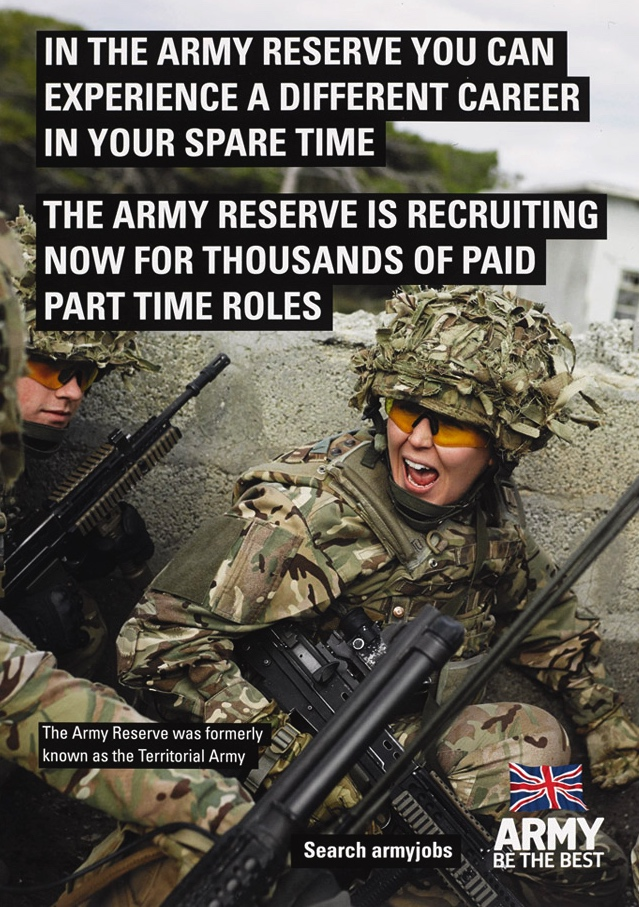 IN THE ARMY RESERVE YOU CAN
EXPERIENCE A DIFFERENT CAREER
IN YOUR SPARE TIME
THE ARMY RESERVE IS RECRUITING
NOW FOR THOUSANDS OF PAID
PART TIME ROLES
The Army Reserve was formerly
known as the Territorial Army
Search armyjobs
ARMY
BE THE BEST